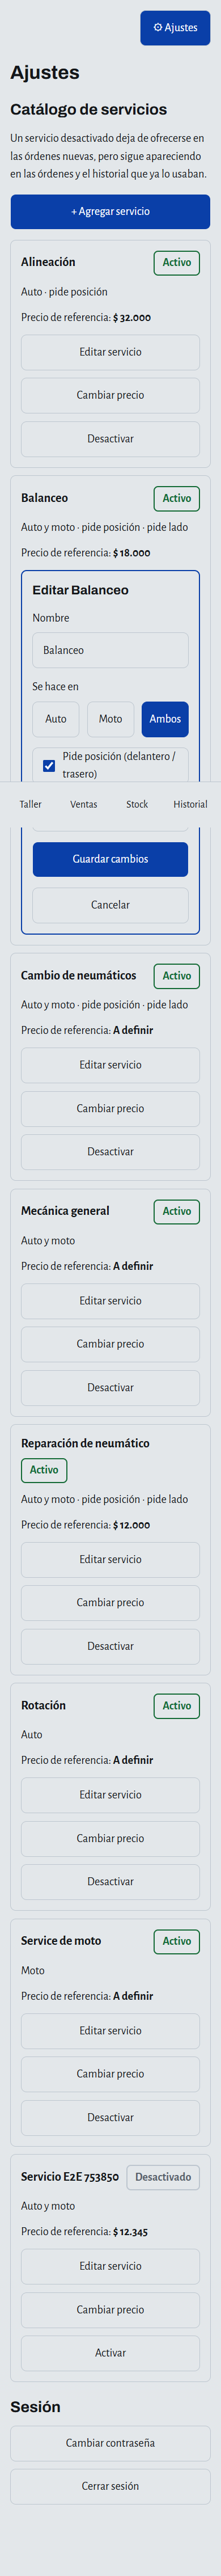 ⚙ Ajustes
Ajustes
Catálogo de servicios
Un servicio desactivado deja de ofrecerse en
las órdenes nuevas, pero sigue apareciendo
en las órdenes y el historial que ya lo usaban.
+ Agregar servicio
Alineación
Activo
Auto · pide posición
Precio de referencia: $ 32.000
Editar servicio
Cambiar precio
Desactivar
Balanceo
Activo
Auto y moto · pide posición · pide lado
Precio de referencia: $ 18.000
Editar Balanceo
Nombre
Balanceo
Se hace en
Auto
Moto
Ambos
Pide posición (delantero /
trasero)
Taller
Ventas
Stock
Historial
Guardar cambios
Cancelar
Cambio de neumáticos
Activo
Auto y moto · pide posición · pide lado
Precio de referencia: A definir
Editar servicio
Cambiar precio
Desactivar
Mecánica general
Activo
Auto y moto
Precio de referencia: A definir
Editar servicio
Cambiar precio
Desactivar
Reparación de neumático
Activo
Auto y moto · pide posición · pide lado
Precio de referencia: $ 12.000
Editar servicio
Cambiar precio
Desactivar
Rotación
Activo
Auto
Precio de referencia: A definir
Editar servicio
Cambiar precio
Desactivar
Service de moto
Activo
Moto
Precio de referencia: A definir
Editar servicio
Cambiar precio
Desactivar
Servicio E2E 753850
Desactivado
Auto y moto
Precio de referencia: $ 12.345
Editar servicio
Cambiar precio
Activar
Sesión
Cambiar contraseña
Cerrar sesión